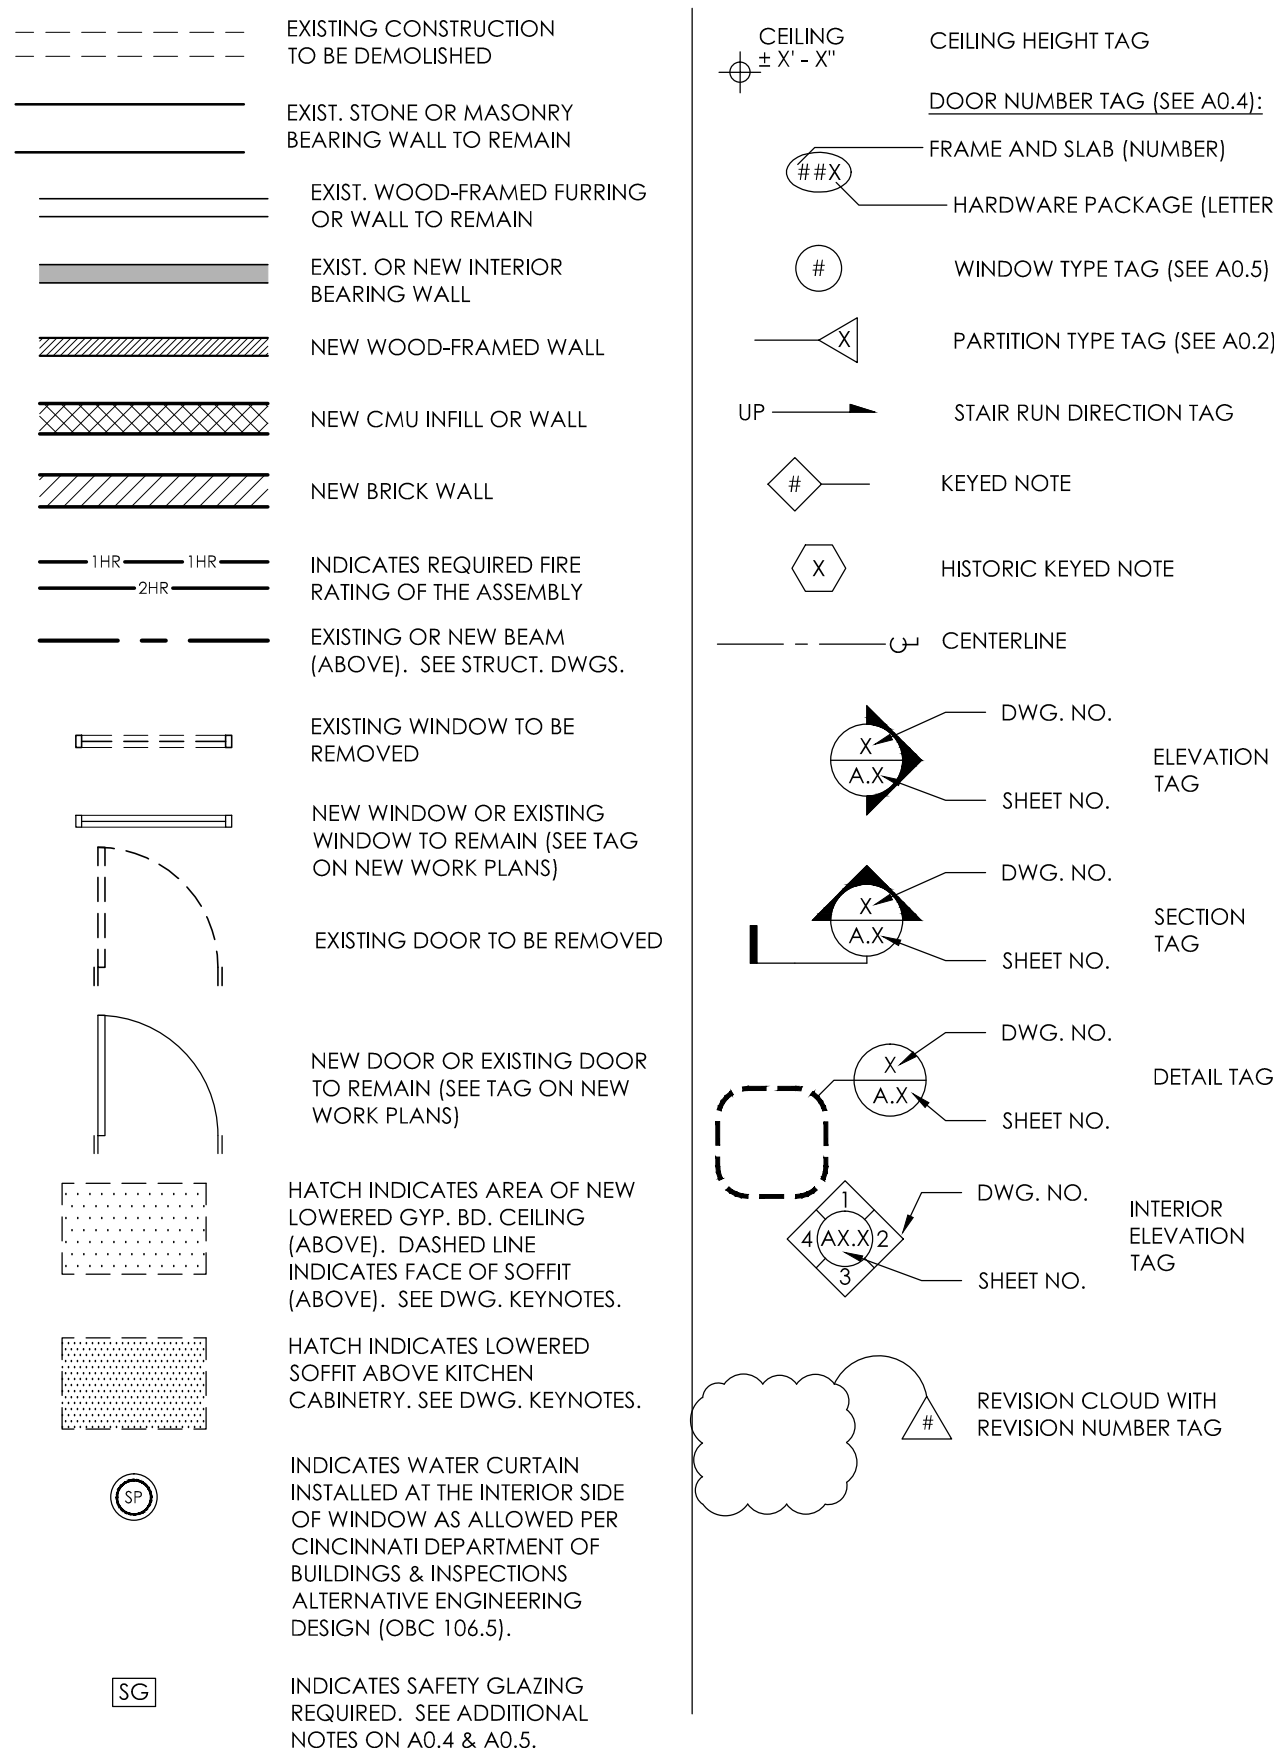 EXISTING CONSTRUCTION
TO BE DEMOLISHED
EXIST. STONE OR MASONRY
BEARING WALL TO REMAIN
EXIST. WOOD-FRAMED FURRING
OR WALL TO REMAIN
EXIST. OR NEW INTERIOR
BEARING WALL
NEW WOOD-FRAMED WALL
NEW CMU INFILL OR WALL
NEW BRICK WALL
1HR 1HR
2HR
INDICATES REQUIRED FIRE
RATING OF THE ASSEMBLY
EXISTING OR NEW BEAM
(ABOVE). SEE STRUCT. DWGS.
EXISTING WINDOW TO BE
REMOVED
NEW WINDOW OR EXISTING
WINDOW TO REMAIN (SEE TAG
ON NEW WORK PLANS)
EXISTING DOOR TO BE REMOVED
NEW DOOR OR EXISTING DOOR
TO REMAIN (SEE TAG ON NEW
WORK PLANS)
HATCH INDICATES AREA OF NEW
LOWERED GYP. BD. CEILING
(ABOVE). DASHED LINE
INDICATES FACE OF SOFFIT
(ABOVE). SEE DWG. KEYNOTES.
HATCH INDICATES LOWERED
SOFFIT ABOVE KITCHEN
CABINETRY. SEE DWG. KEYNOTES.
SP
INDICATES WATER CURTAIN
INSTALLED AT THE INTERIOR SIDE
OF WINDOW AS ALLOWED PER
CINCINNATI DEPARTMENT OF
BUILDINGS & INSPECTIONS
ALTERNATIVE ENGINEERING
DESIGN (OBC 106.5).
SG
INDICATES SAFETY GLAZING
REQUIRED. SEE ADDITIONAL
NOTES ON A0.4 & A0.5.
CEILING
± X' - X"
CEILING HEIGHT TAG
DOOR NUMBER TAG (SEE A0.4):
##X
FRAME AND SLAB (NUMBER)
HARDWARE PACKAGE (LETTER
#
WINDOW TYPE TAG (SEE A0.5)
X
PARTITION TYPE TAG (SEE A0.2)
UP
STAIR RUN DIRECTION TAG
#
KEYED NOTE
X
HISTORIC KEYED NOTE
CENTERLINE
X
A.X
DWG. NO.
SHEET NO.
ELEVATION
TAG
X
A.X
DWG. NO.
SHEET NO.
SECTION
TAG
X
A.X
DWG. NO.
SHEET NO.
DETAIL TAG
1
4 AX.X 2
3
DWG. NO.
SHEET NO.
INTERIOR
ELEVATION
TAG
#
REVISION CLOUD WITH
REVISION NUMBER TAG